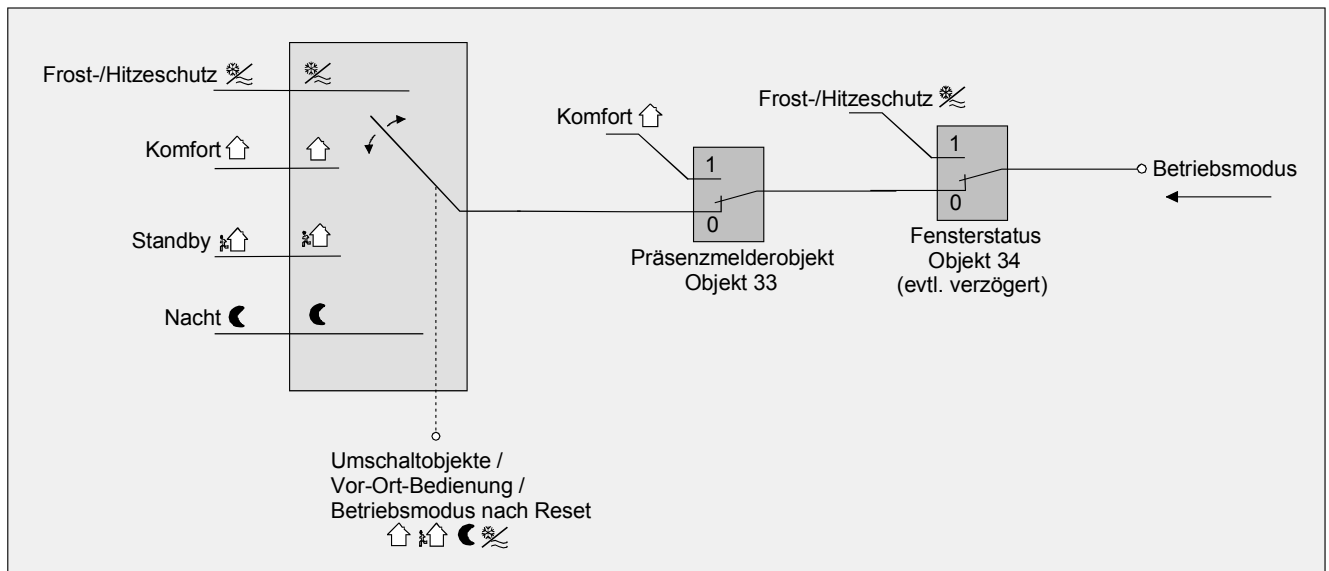 Frost-/Hitzeschutz
Komfort
Standby
Nacht
Umschaltobjekte /
Vor-Ort-Bedienung /
Betriebsmodus nach Reset
Komfort
1
0
Präsenzmelderobjekt
Objekt 33
Frost-/Hitzeschutz
1
0
Fensterstatus
Objekt 34
(evtl. verzögert)
Betriebsmodus